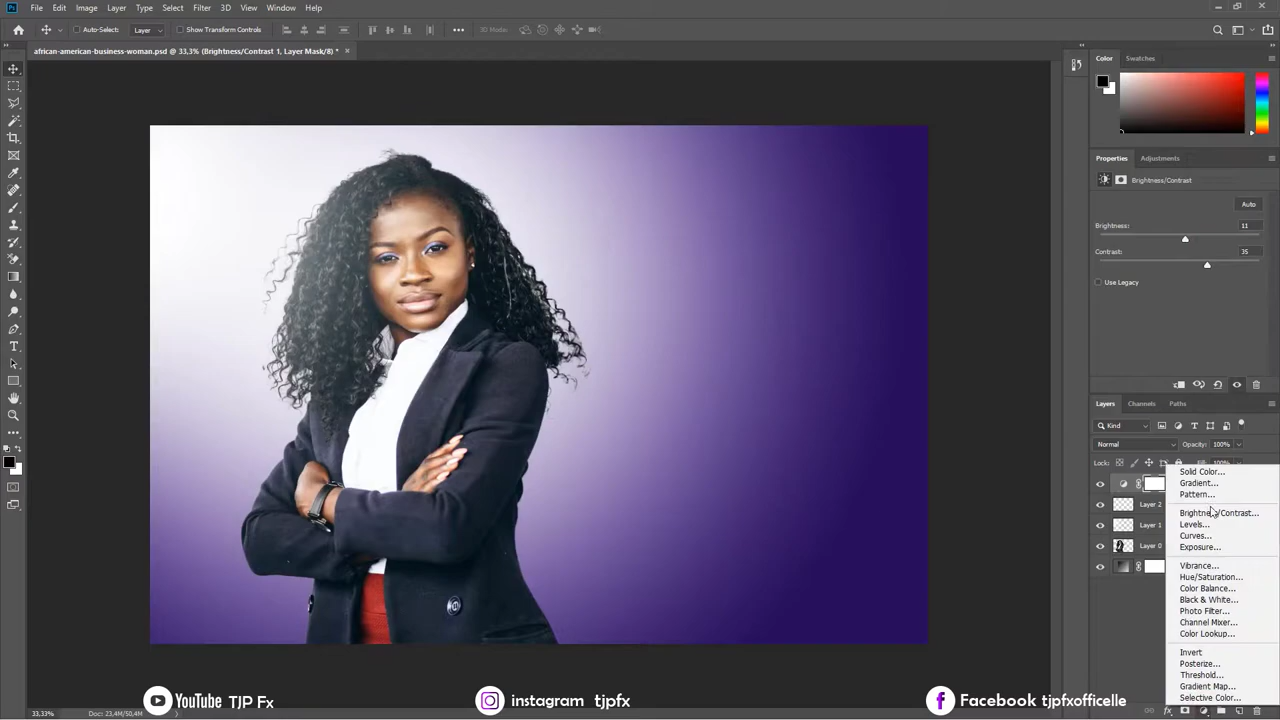 Ps File Edit Image Layer Type Select Filter 3D View Window Help
Auto-Select: Layer Show Transform Controls 3D Mode:
african-american-business-woman.psd @ 33,3% (Brightness/Contrast 1, Layer Mask/8) *
Color Swatches
Properties Adjustments
Brightness/Contrast
Auto
Brightness: 11
Contrast: 35
Use Legacy
Layers Channels Paths
Kind
Normal Opacity: 100%
Lock: 100%
Layer 2
Layer 1
Layer 0
Solid Color...
Gradient...
Pattern...
Brightness/Contrast...
Levels...
Curves...
Exposure...
Vibrance...
Hue/Saturation...
Color Balance...
Black & White...
Photo Filter...
Channel Mixer...
Color Lookup...
Invert
Posterize...
Threshold...
Gradient Map...
Selective Color...
YouTube TJP Fx instagram tjpfx Facebook tjpfxofficelle
33,33% Doc: 23,4M/50,4M